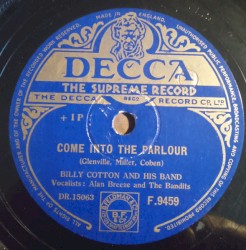 MADE IN ENGLAND.
DECCA
THE SUPREME RECORD
THE DECCA RECORD CO. LTD
+ 1P
COME INTO THE PARLOUR
(Glenville, Miller, Coben)
BILLY COTTON AND HIS BAND
Vocalists: Alan Breeze and The Bandits
DR.15063
F.9459